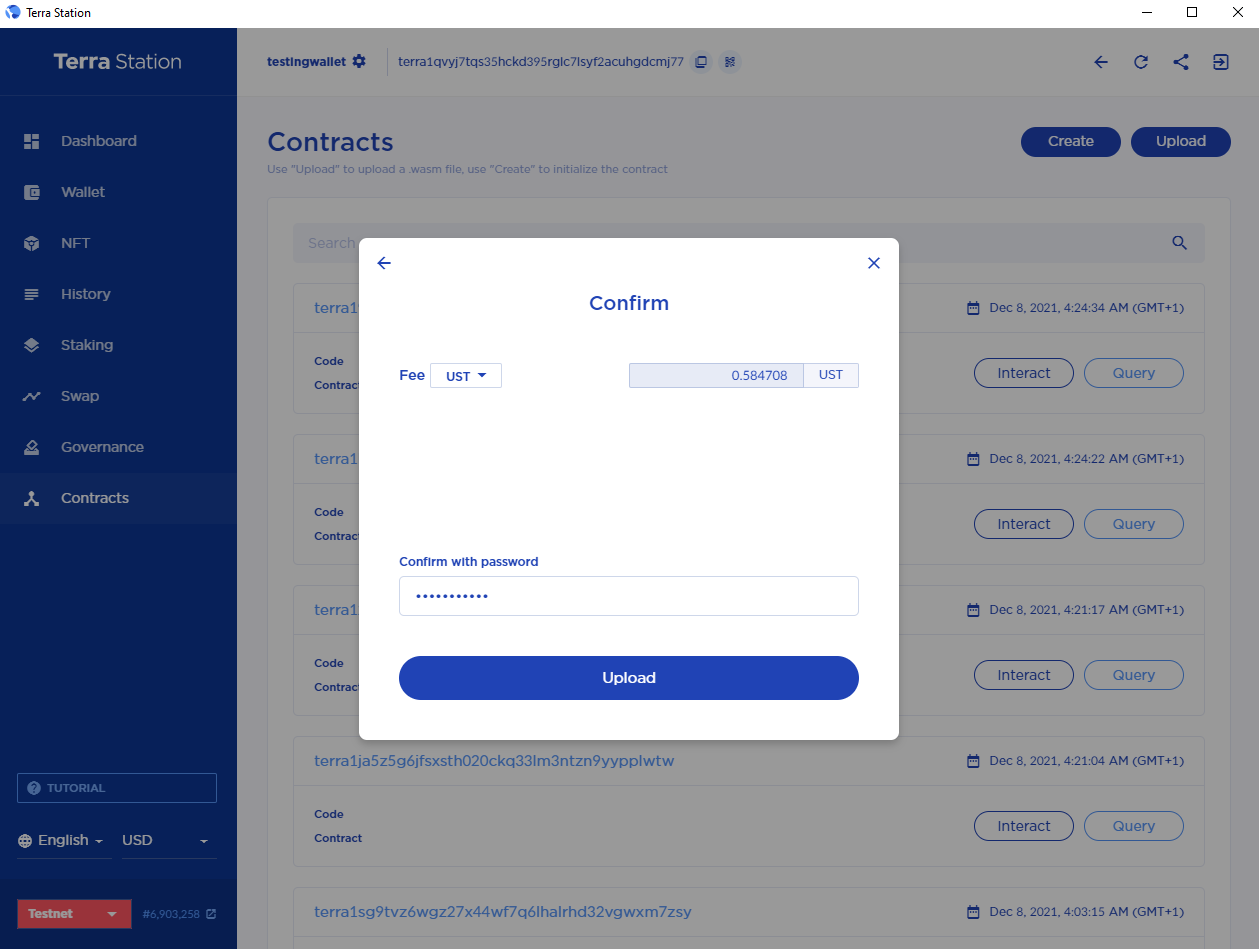 Terra Station
Terra Station
testingwallet
terra1qvyj7tqs35hckd395rglc7lsyf2acuhgdcmj77
Dashboard
Wallet
NFT
History
Staking
Swap
Governance
Contracts
TUTORIAL
English
USD
Testnet
#6,903,258
Contracts
Use "Upload" to upload a .wasm file, use "Create" to initialize the contract
Create
Upload
Search
terra1
Dec 8, 2021, 4:24:34 AM (GMT+1)
Code
Contract
Interact
Query
terra1
Dec 8, 2021, 4:24:22 AM (GMT+1)
Code
Contract
Interact
Query
terra1
Dec 8, 2021, 4:21:17 AM (GMT+1)
Code
Contract
Interact
Query
terra1ja5z5g6jfsxsth020ckq33lm3ntzn9yypplwtw
Dec 8, 2021, 4:21:04 AM (GMT+1)
Code
Contract
Interact
Query
terra1sg9tvz6wgz27x44wf7q6lhalrhd32vgwxm7zsy
Dec 8, 2021, 4:03:15 AM (GMT+1)
Confirm
Fee
UST
0.584708
UST
Confirm with password
•••••••••••
Upload